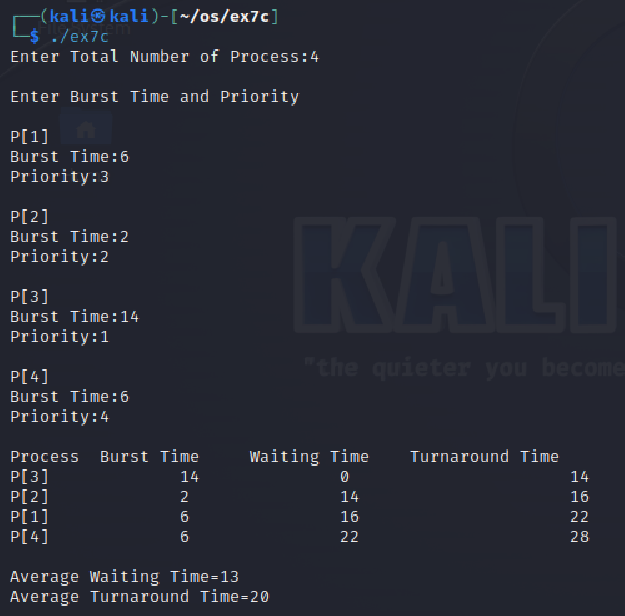 ┌──(kali㉿kali)-[~/os/ex7c]
└─$ ./ex7c
Enter Total Number of Process:4
Enter Burst Time and Priority
P[1]
Burst Time:6
Priority:3
P[2]
Burst Time:2
Priority:2
P[3]
Burst Time:14
Priority:1
P[4]
Burst Time:6
Priority:4
Process  Burst Time     Waiting Time    Turnaround Time
P[3]             14              0                      14
P[2]             2              14                      16
P[1]             6              16                      22
P[4]             6              22                      28
Average Waiting Time=13
Average Turnaround Time=20
KALI
"the quieter you become